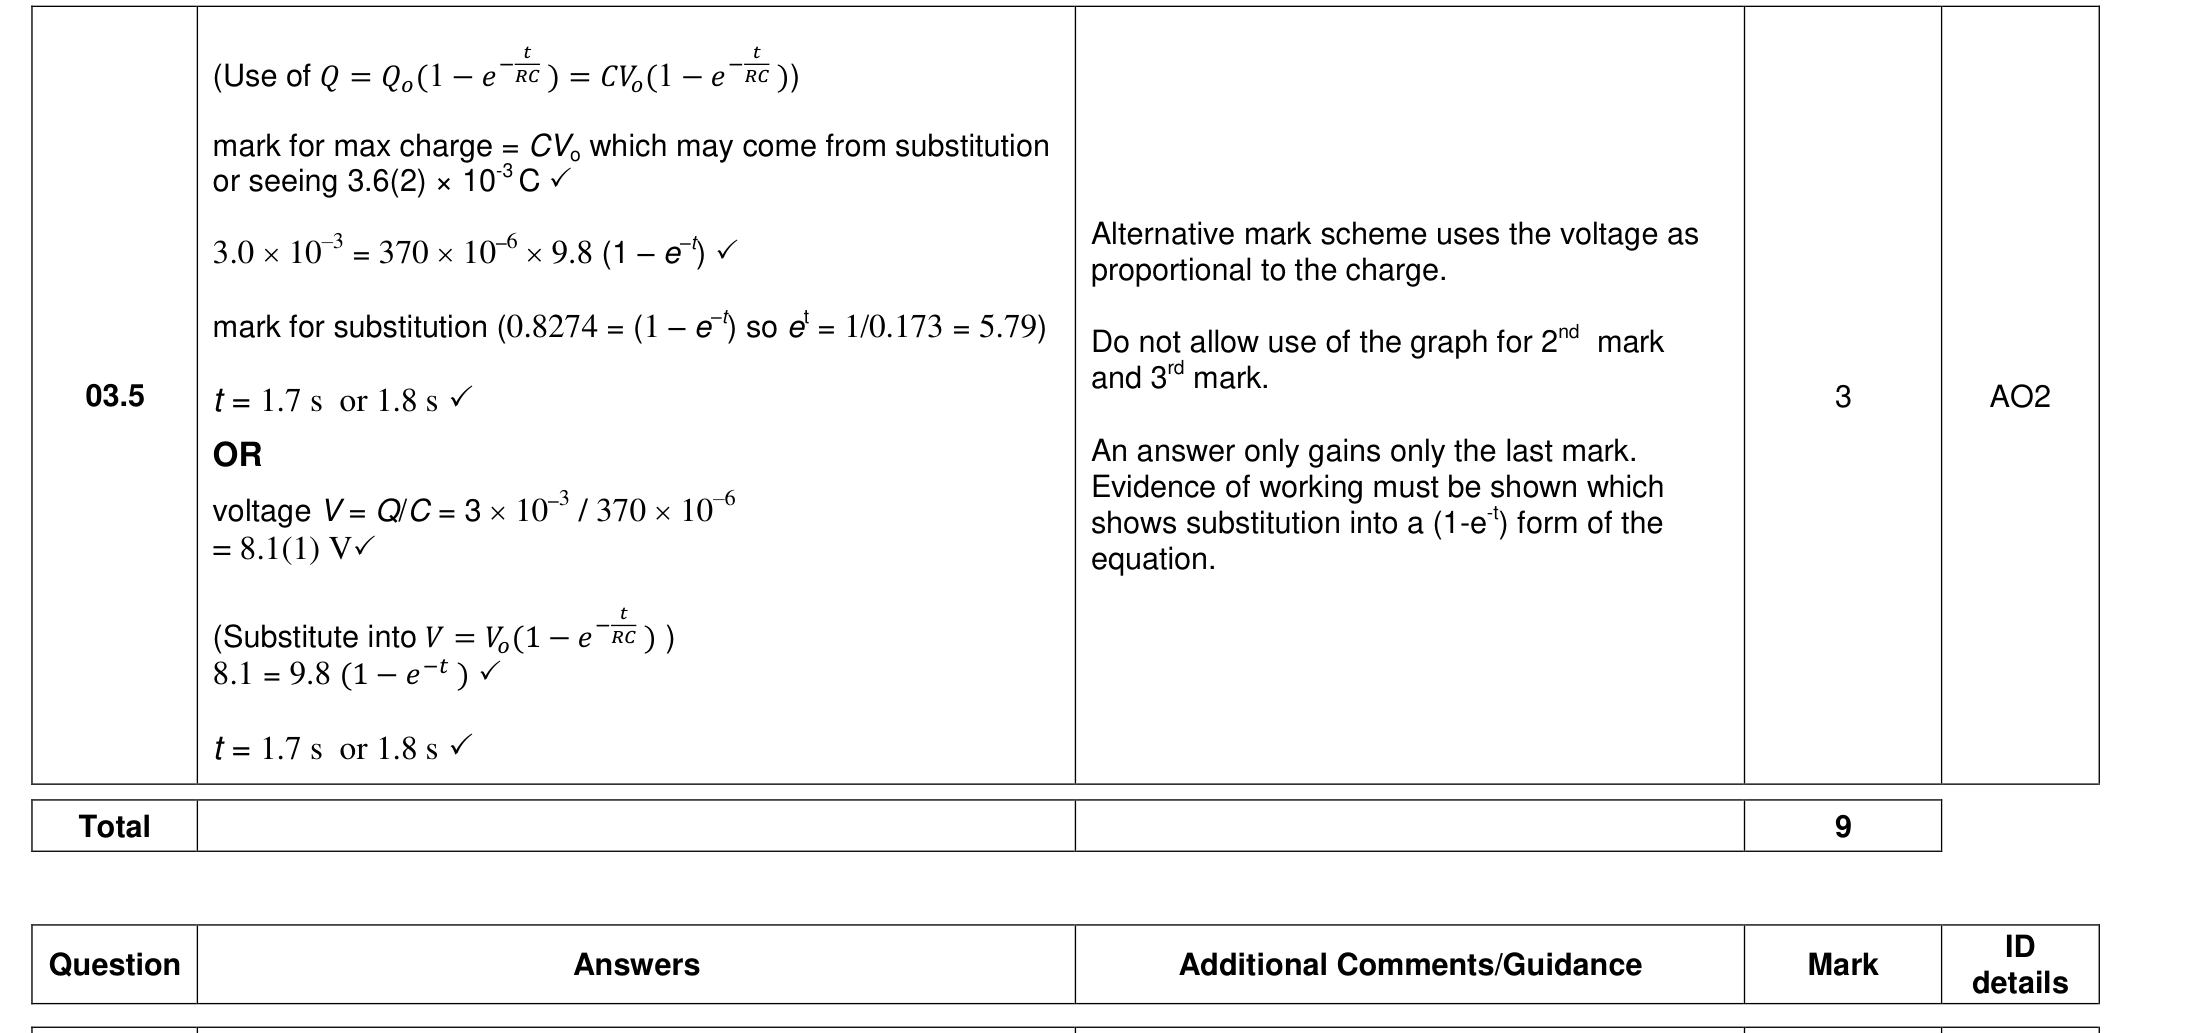 (Use of Q = Qₒ(1 − e^(−t/RC)) = CVₒ(1 − e^(−t/RC)))
mark for max charge = CVₒ which may come from substitution
or seeing 3.6(2) × 10⁻³ C ✓
3.0 × 10⁻³ = 370 × 10⁻⁶ × 9.8 (1 − e⁻ᵗ) ✓
mark for substitution (0.8274 = (1 − e⁻ᵗ) so eᵗ = 1/0.173 = 5.79)
03.5
t = 1.7 s or 1.8 s ✓
OR
voltage V = Q/C = 3 × 10⁻³ / 370 × 10⁻⁶
= 8.1(1) V✓
(Substitute into V = Vₒ(1 − e^(−t/RC)) )
8.1 = 9.8 (1 − e⁻ᵗ) ✓
t = 1.7 s or 1.8 s ✓
Alternative mark scheme uses the voltage as
proportional to the charge.
Do not allow use of the graph for 2ⁿᵈ mark
and 3ʳᵈ mark.
An answer only gains only the last mark.
Evidence of working must be shown which
shows substitution into a (1-e⁻ᵗ) form of the
equation.
3
AO2
Total
9
Question
Answers
Additional Comments/Guidance
Mark
ID
details